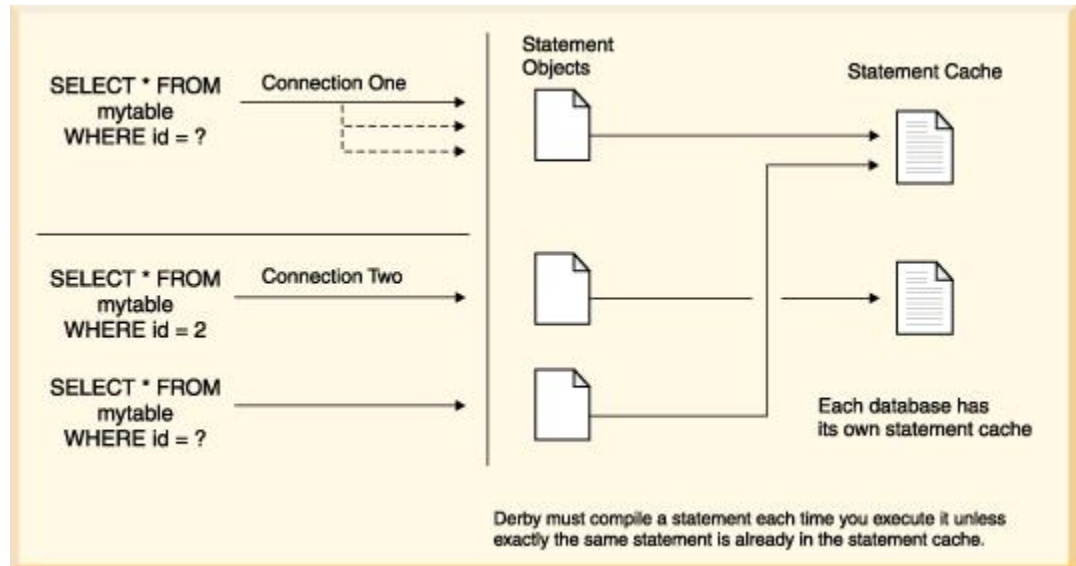 SELECT * FROM
mytable
WHERE id = ?
Connection One
Statement
Objects
Statement Cache
SELECT * FROM
mytable
WHERE id = 2
Connection Two
SELECT * FROM
mytable
WHERE id = ?
Each database has
its own statement cache
Derby must compile a statement each time you execute it unless
exactly the same statement is already in the statement cache.